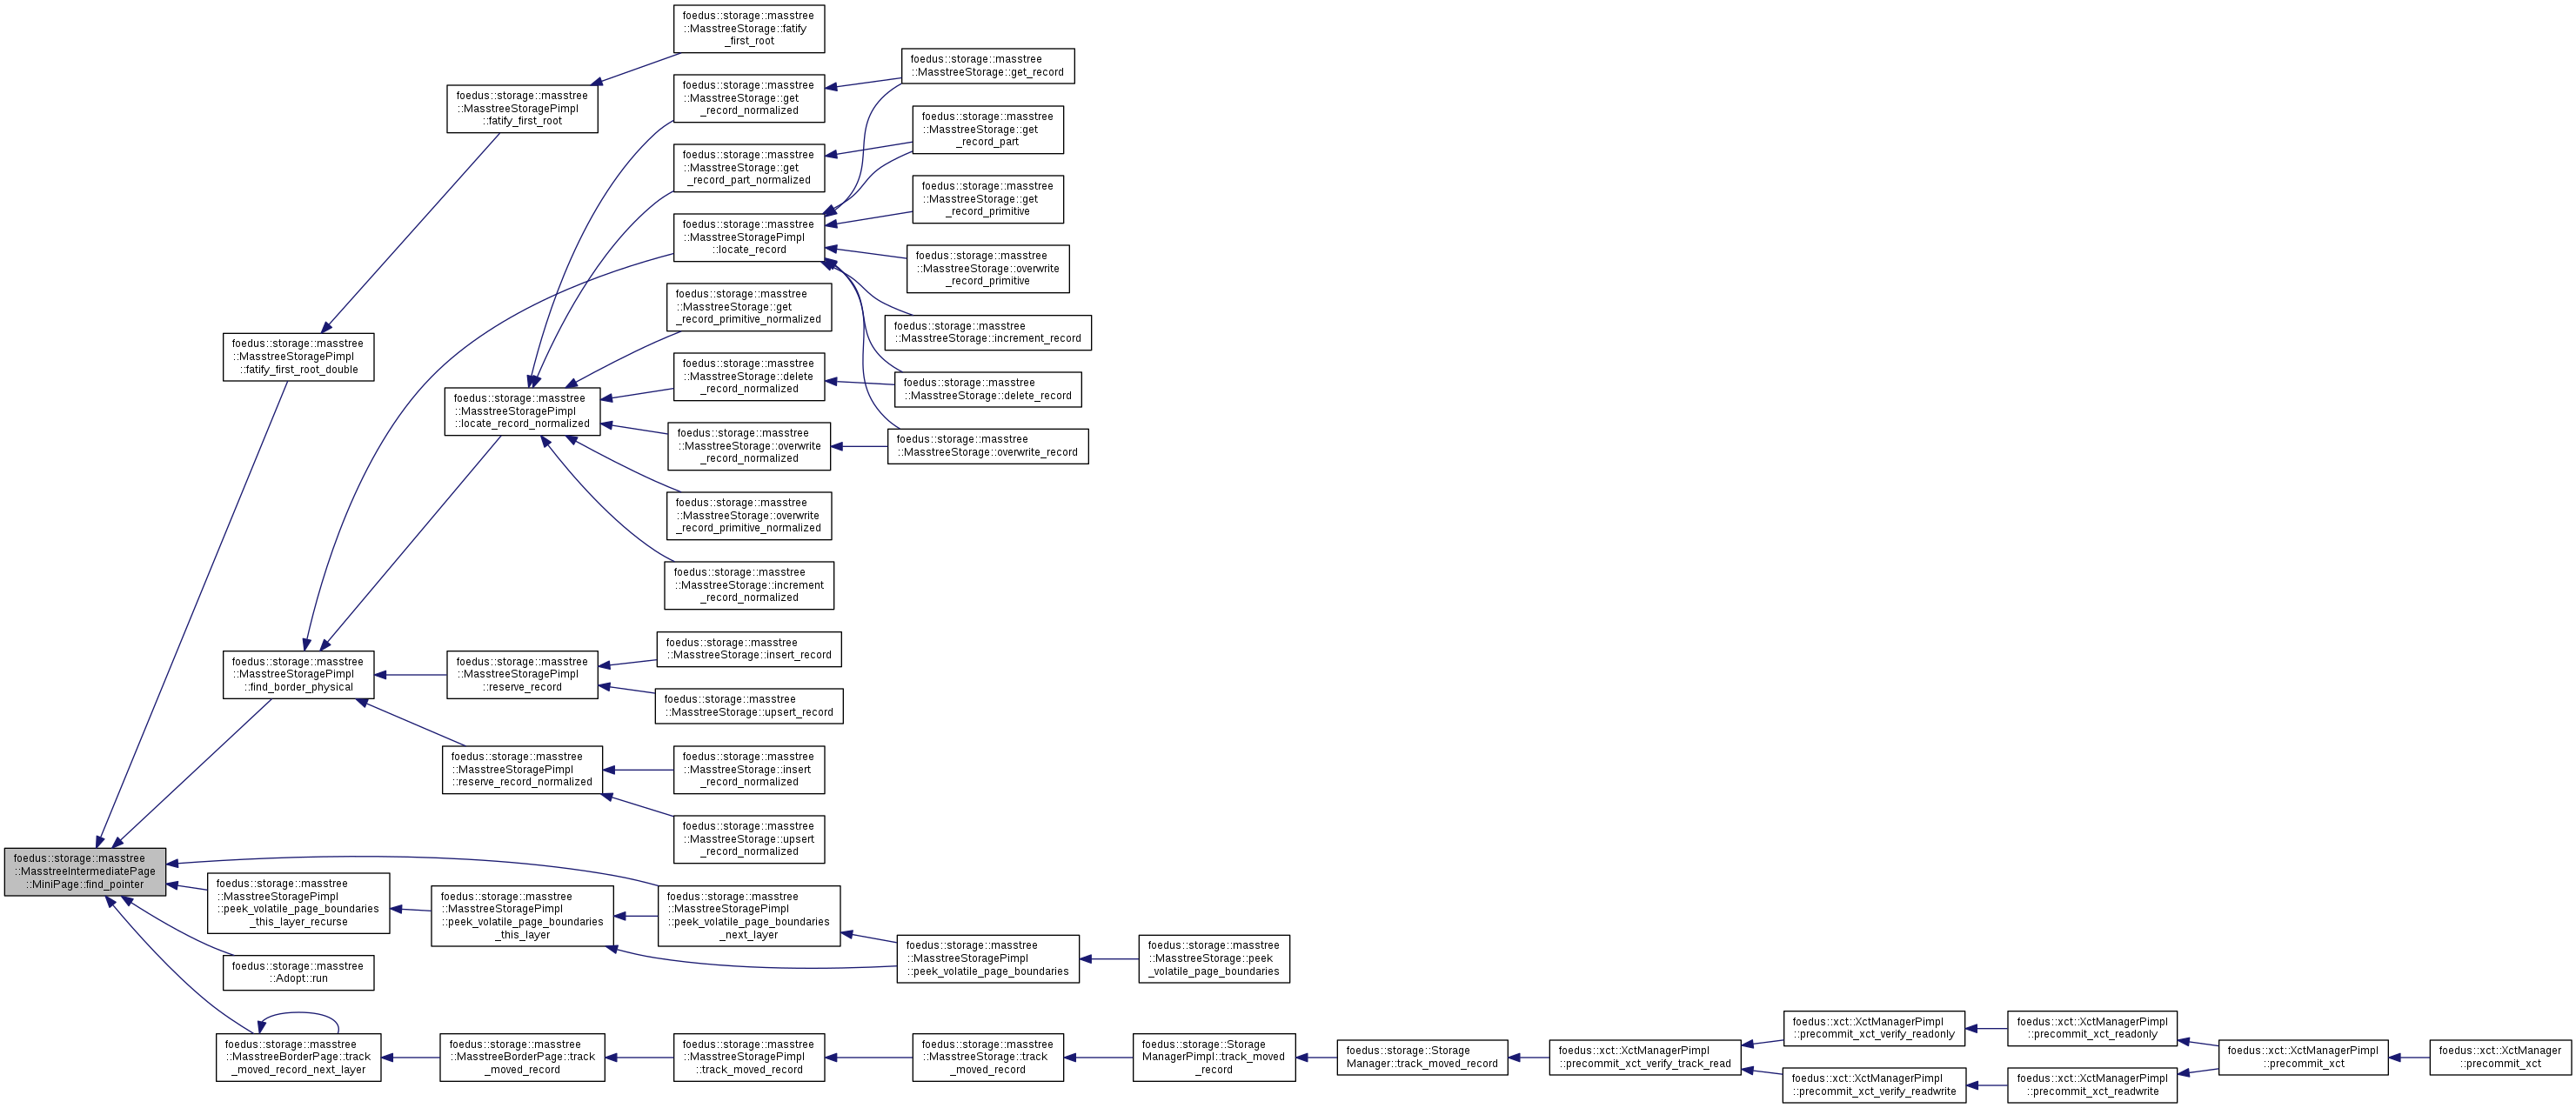 foedus::storage::masstree
::MasstreeIntermediatePage
::MiniPage::find_pointer
foedus::storage::masstree
::MasstreeStoragePimpl
::fatify_first_root_double
foedus::storage::masstree
::MasstreeStoragePimpl
::fatify_first_root
foedus::storage::masstree
::MasstreeStorage::fatify
_first_root
foedus::storage::masstree
::MasstreeStoragePimpl
::find_border_physical
foedus::storage::masstree
::MasstreeStoragePimpl
::locate_record_normalized
foedus::storage::masstree
::MasstreeStorage::get
_record_normalized
foedus::storage::masstree
::MasstreeStorage::get_record
foedus::storage::masstree
::MasstreeStorage::get
_record_part_normalized
foedus::storage::masstree
::MasstreeStorage::get
_record_part
foedus::storage::masstree
::MasstreeStoragePimpl
::locate_record
foedus::storage::masstree
::MasstreeStorage::get
_record_primitive
foedus::storage::masstree
::MasstreeStorage::overwrite
_record_primitive
foedus::storage::masstree
::MasstreeStorage::increment_record
foedus::storage::masstree
::MasstreeStorage::get
_record_primitive_normalized
foedus::storage::masstree
::MasstreeStorage::delete
_record_normalized
foedus::storage::masstree
::MasstreeStorage::delete_record
foedus::storage::masstree
::MasstreeStorage::overwrite
_record_normalized
foedus::storage::masstree
::MasstreeStorage::overwrite_record
foedus::storage::masstree
::MasstreeStorage::overwrite
_record_primitive_normalized
foedus::storage::masstree
::MasstreeStorage::increment
_record_normalized
foedus::storage::masstree
::MasstreeStoragePimpl
::reserve_record
foedus::storage::masstree
::MasstreeStorage::insert_record
foedus::storage::masstree
::MasstreeStorage::upsert_record
foedus::storage::masstree
::MasstreeStoragePimpl
::reserve_record_normalized
foedus::storage::masstree
::MasstreeStorage::insert
_record_normalized
foedus::storage::masstree
::MasstreeStorage::upsert
_record_normalized
foedus::storage::masstree
::MasstreeStoragePimpl
::peek_volatile_page_boundaries
_this_layer_recurse
foedus::storage::masstree
::MasstreeStoragePimpl
::peek_volatile_page_boundaries
_this_layer
foedus::storage::masstree
::MasstreeStoragePimpl
::peek_volatile_page_boundaries
_next_layer
foedus::storage::masstree
::MasstreeStoragePimpl
::peek_volatile_page_boundaries
foedus::storage::masstree
::MasstreeStorage::peek
_volatile_page_boundaries
foedus::storage::masstree
::Adopt::run
foedus::storage::masstree
::MasstreeBorderPage::track
_moved_record_next_layer
foedus::storage::masstree
::MasstreeBorderPage::track
_moved_record
foedus::storage::masstree
::MasstreeStoragePimpl
::track_moved_record
foedus::storage::masstree
::MasstreeStorage::track
_moved_record
foedus::storage::Storage
ManagerPimpl::track_moved
_record
foedus::storage::Storage
Manager::track_moved_record
foedus::xct::XctManagerPimpl
::precommit_xct_verify_track_read
foedus::xct::XctManagerPimpl
::precommit_xct_verify_readonly
foedus::xct::XctManagerPimpl
::precommit_xct_readonly
foedus::xct::XctManagerPimpl
::precommit_xct_verify_readwrite
foedus::xct::XctManagerPimpl
::precommit_xct_readwrite
foedus::xct::XctManagerPimpl
::precommit_xct
foedus::xct::XctManager
::precommit_xct